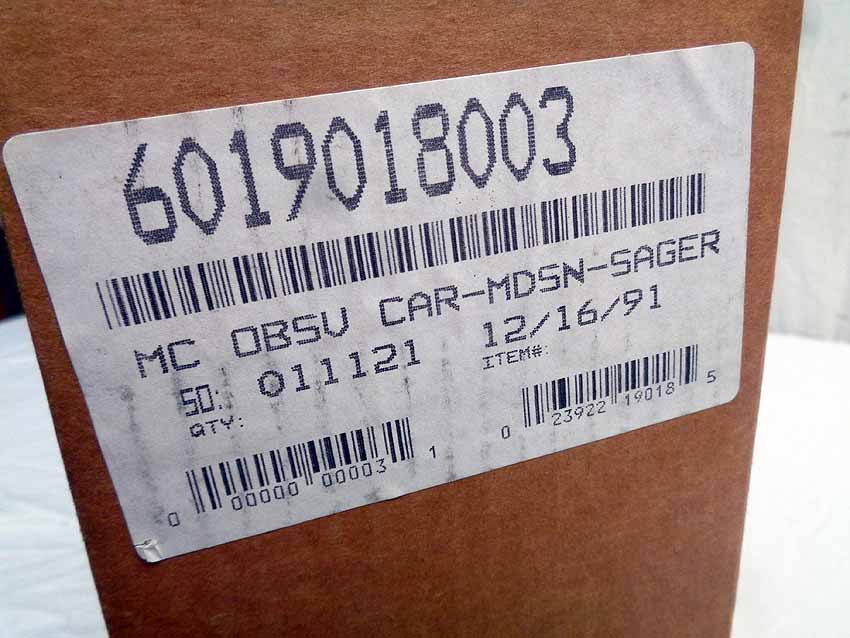 6019018003
MC OBSV CAR-MDSN-SAGER
SO: 011121 12/16/91
QTY: ITEM#:
0 00000 00003 1
0 23922 19018 5